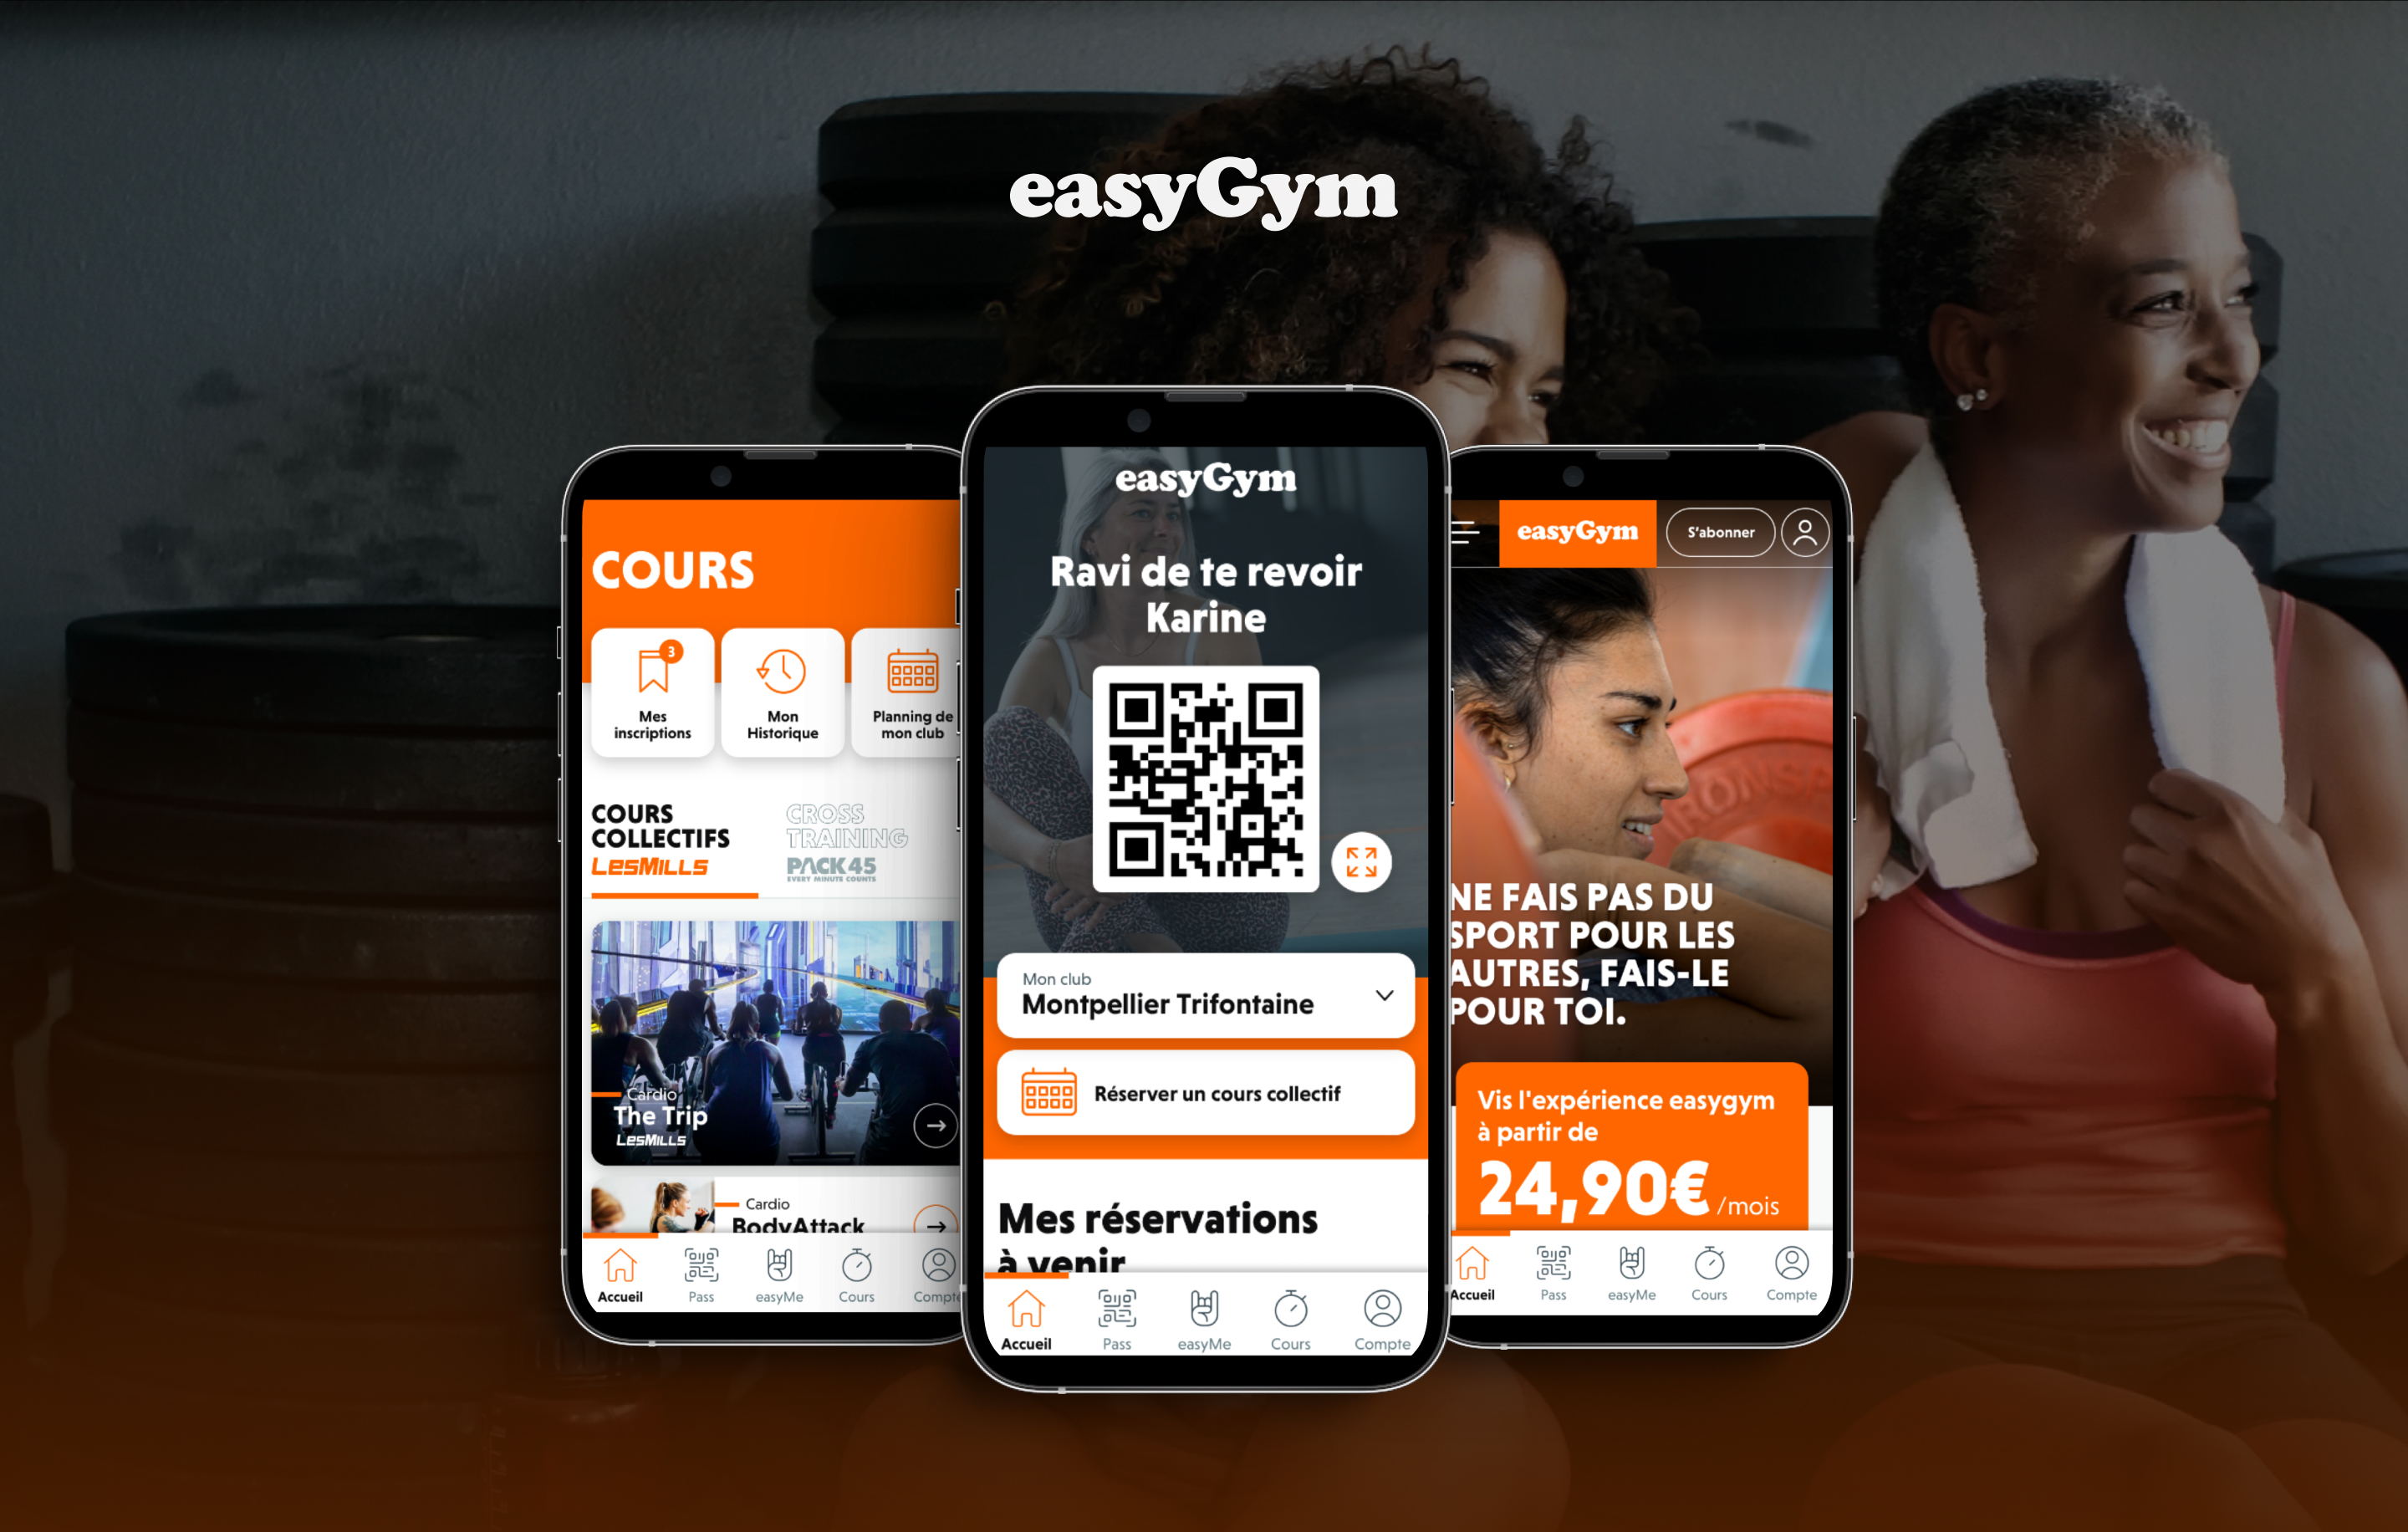 easyGym
COURS
3
Mes
inscriptions
Mon
Historique
Planning de
mon club
COURS
COLLECTIFS
LESMILLS
CROSS
TRAINING
PACK45
EVERY MINUTE COUNTS
Cardio
The Trip
LESMILLS
Cardio
BodyAttack
Accueil
Pass
easyMe
Cours
Compte
easyGym
Ravi de te revoir
Karine
Mon club
Montpellier Trifontaine
Réserver un cours collectif
Mes réservations
à venir
Accueil
Pass
easyMe
Cours
Compte
easyGym
S'abonner
NE FAIS PAS DU
SPORT POUR LES
AUTRES, FAIS-LE
POUR TOI.
Vis l'expérience easygym
à partir de
24,90€ /mois
Accueil
Pass
easyMe
Cours
Compte